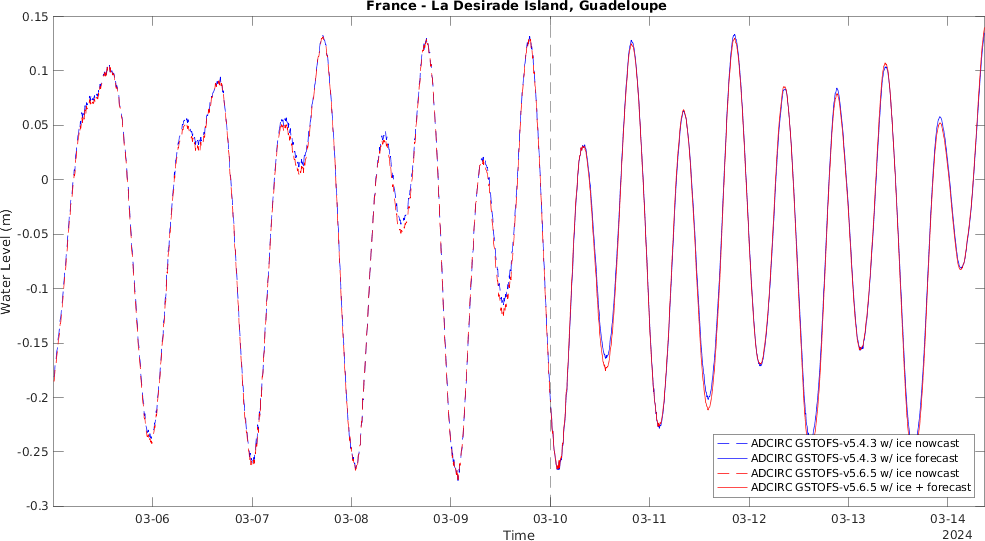 France - La Desirade Island, Guadeloupe
0.15
0.1
0.05
0
-0.05
-0.1
-0.15
-0.2
-0.25
-0.3
Water Level (m)
ADCIRC GSTOFS-v5.4.3 w/ ice nowcast
ADCIRC GSTOFS-v5.4.3 w/ ice forecast
ADCIRC GSTOFS-v5.6.5 w/ ice nowcast
ADCIRC GSTOFS-v5.6.5 w/ ice + forecast
03-06 03-07 03-08 03-09 03-10 03-11 03-12 03-13 03-14
Time
2024